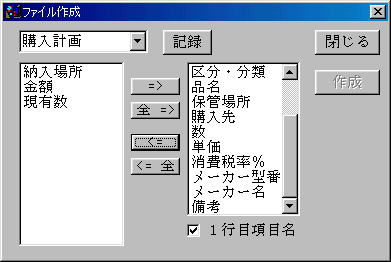 ファイル作成
購入計画
記録
閉じる
納入場所
金額
現有数
=>
全 =>
<=
<= 全
区分・分類
品名
保管場所
購入先
数
単価
消費税率%
メーカー型番
メーカー名
備考
作成
1行目項目名